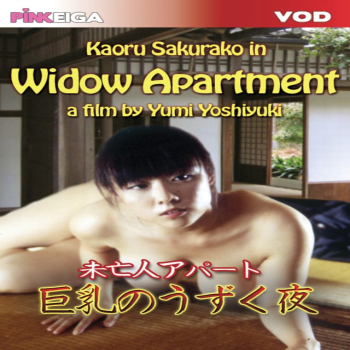 PINKEIGA
VOD
Kaoru Sakurako in
Widow Apartment
a film by Yumi Yoshiyuki
未亡人アパート
巨乳のうずく夜